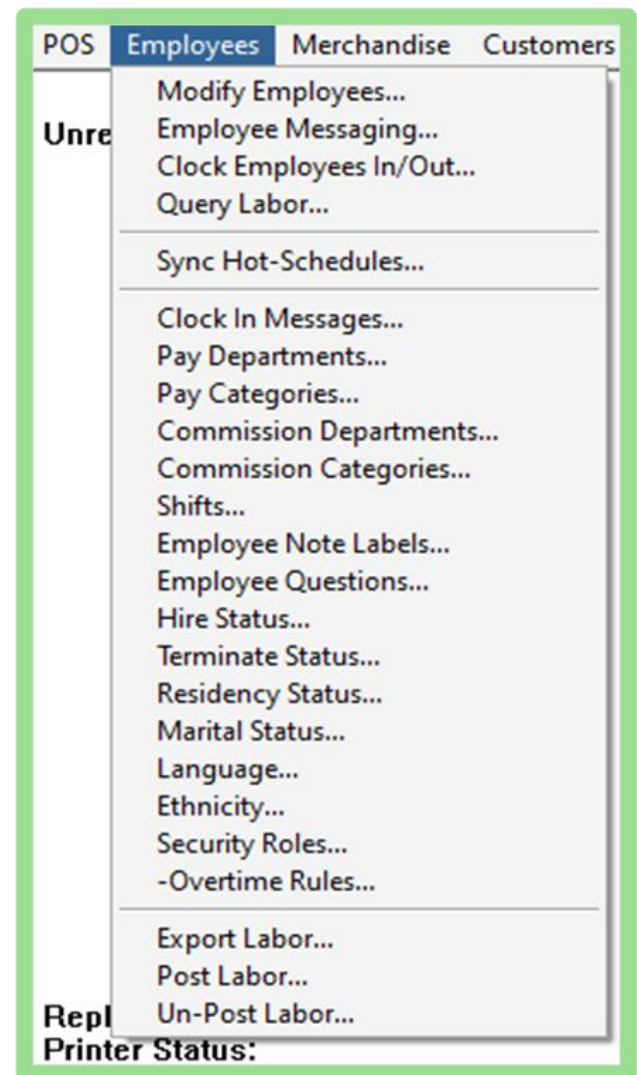 POS Employees Merchandise Customers
Modify Employees...
Unre Employee Messaging...
Clock Employees In/Out...
Query Labor...
Sync Hot-Schedules...
Clock In Messages...
Pay Departments...
Pay Categories...
Commission Departments...
Commission Categories...
Shifts...
Employee Note Labels...
Employee Questions...
Hire Status...
Terminate Status...
Residency Status...
Marital Status...
Language...
Ethnicity...
Security Roles...
-Overtime Rules...
Export Labor...
Post Labor...
Repl Un-Post Labor...
Printer Status: